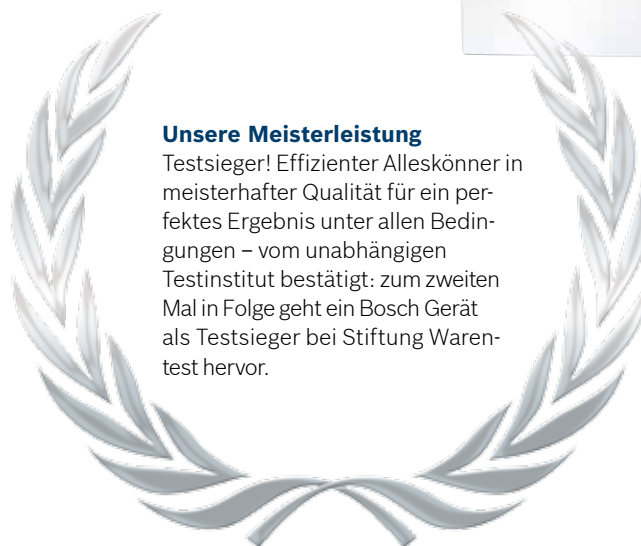 Unsere Meisterleistung
Testsieger! Effizienter Alleskönner in
meisterhafter Qualität für ein per-
fektes Ergebnis unter allen Bedin-
gungen – vom unabhängigen
Testinstitut bestätigt: zum zweiten
Mal in Folge geht ein Bosch Gerät
als Testsieger bei Stiftung Waren-
test hervor.